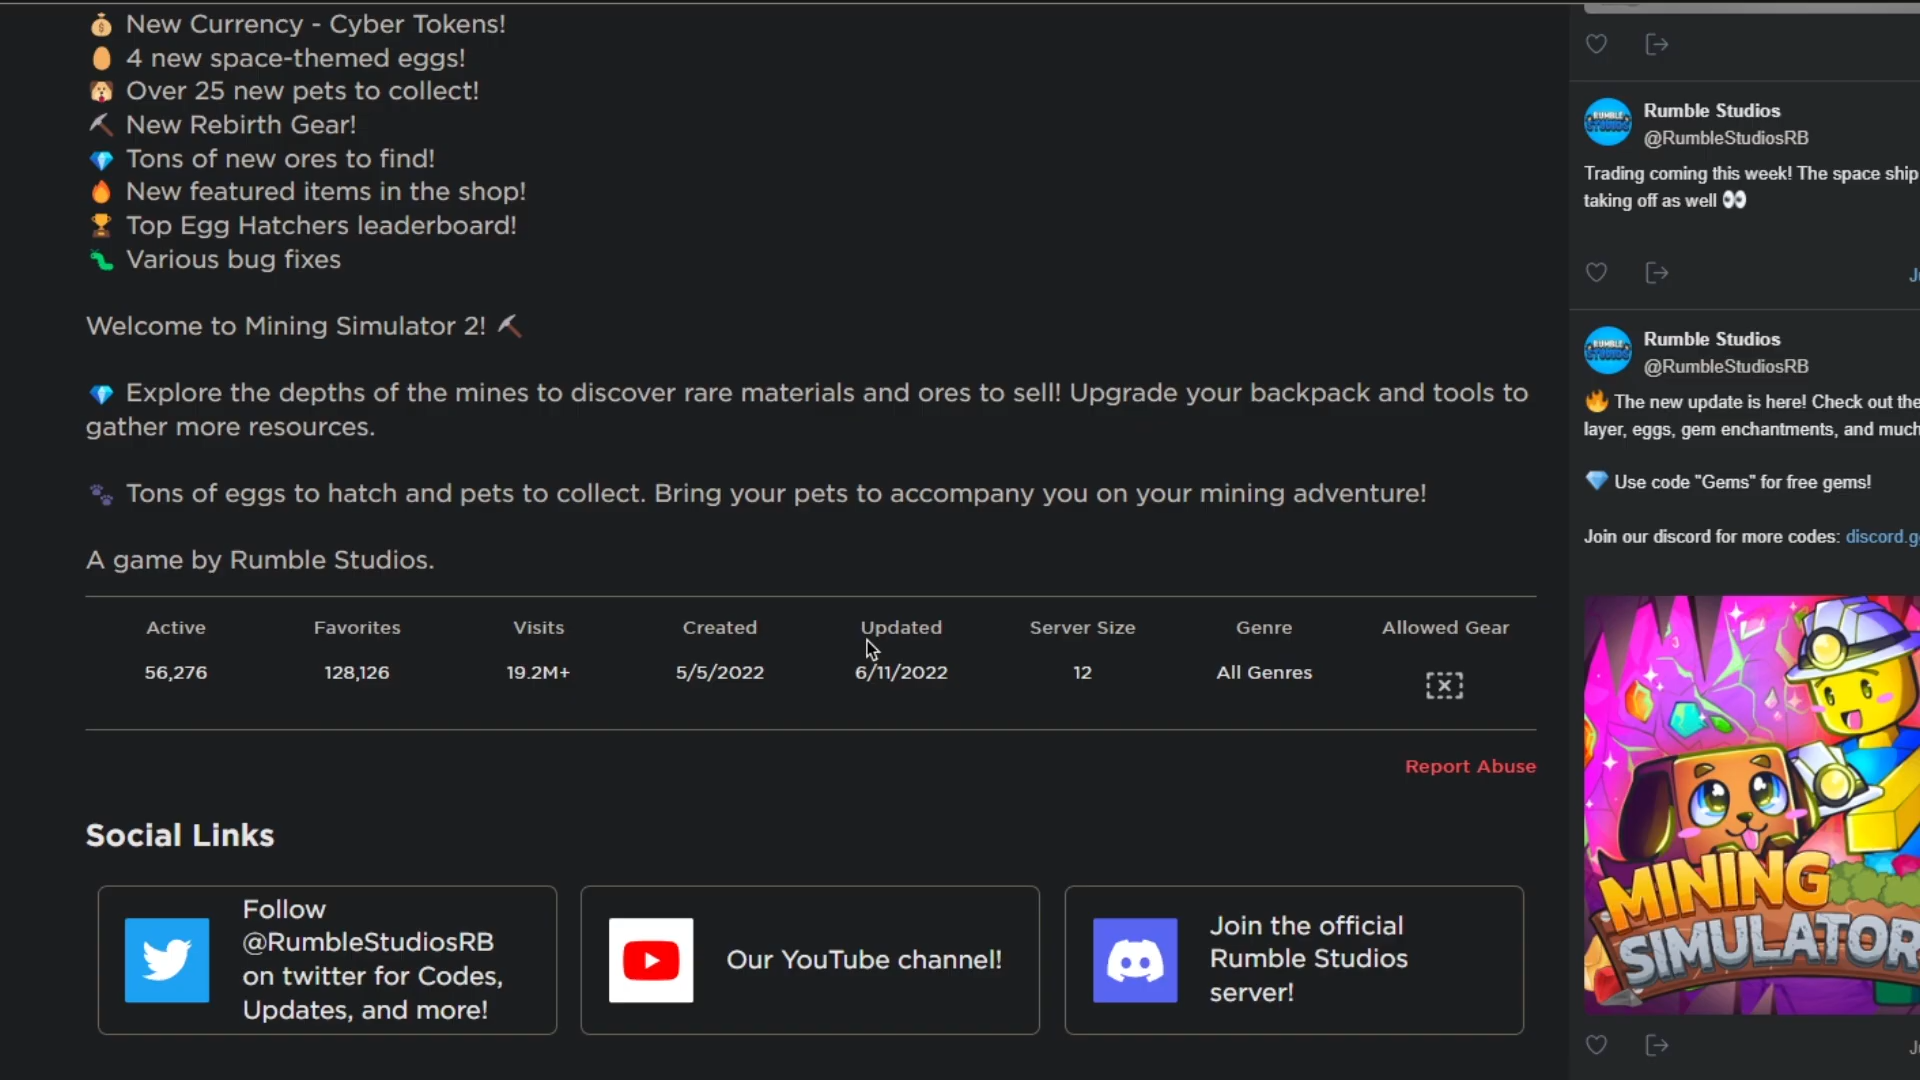 New Currency - Cyber Tokens!
4 new space-themed eggs!
Over 25 new pets to collect!
New Rebirth Gear!
Tons of new ores to find!
New featured items in the shop!
Top Egg Hatchers leaderboard!
Various bug fixes
Welcome to Mining Simulator 2!
Explore the depths of the mines to discover rare materials and ores to sell! Upgrade your backpack and tools to
gather more resources.
Tons of eggs to hatch and pets to collect. Bring your pets to accompany you on your mining adventure!
A game by Rumble Studios.
Active Favorites Visits Created Updated Server Size Genre Allowed Gear
56,276 128,126 19.2M+ 5/5/2022 6/11/2022 12 All Genres
Report Abuse
Social Links
Follow
@RumbleStudiosRB
on twitter for Codes,
Updates, and more!
Our YouTube channel!
Join the official
Rumble Studios
server!
RUMBLE
STUDIOS
Rumble Studios
@RumbleStudiosRB
Trading coming this week! The space ship
taking off as well
RUMBLE
STUDIOS
Rumble Studios
@RumbleStudiosRB
The new update is here! Check out the
layer, eggs, gem enchantments, and much
Use code "Gems" for free gems!
Join our discord for more codes: discord.g
MINING
SIMULATOR